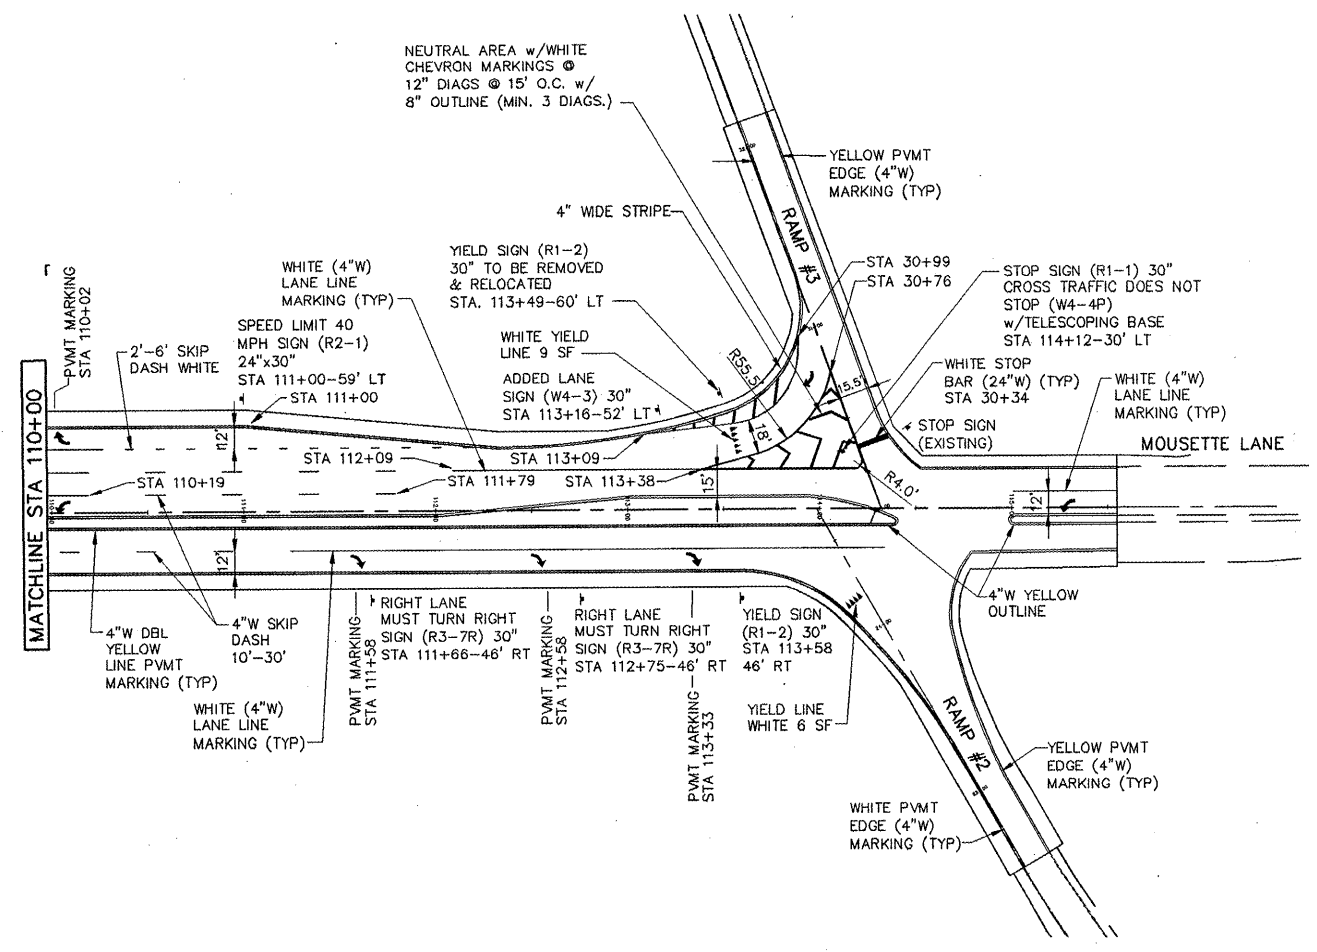 NEUTRAL AREA w/WHITE
CHEVRON MARKINGS @
12" DIAGS @ 15' O.C. w/
8" OUTLINE (MIN. 3 DIAGS.)
YELLOW PVMT
EDGE (4"W)
MARKING (TYP)
4" WIDE STRIPE
RAMP #3
YIELD SIGN (R1-2)
30" TO BE REMOVED
& RELOCATED
STA. 113+49-60' LT
WHITE (4"W)
LANE LINE
MARKING (TYP)
STA 30+99
STA 30+76
STOP SIGN (R1-1) 30"
CROSS TRAFFIC DOES NOT
STOP (W4-4P)
w/TELESCOPING BASE
STA 114+12-30' LT
PVMT MARKING
STA 110+02
SPEED LIMIT 40
MPH SIGN (R2-1)
24"x30"
STA 111+00-59' LT
STA 111+00
2'-6' SKIP
DASH WHITE
WHITE YIELD
LINE 9 SF
ADDED LANE
SIGN (W4-3) 30"
STA 113+16-52' LT
R55.5'
15.5'
WHITE STOP
BAR (24"W) (TYP)
STA 30+34
WHITE (4"W)
LANE LINE
MARKING (TYP)
STOP SIGN
(EXISTING)
MOUSETTE LANE
MATCHLINE STA 110+00
12'
18'
STA 112+09
STA 113+09
STA 110+19
STA 111+79
STA 113+38
15'
R4.0'
12'
12'
4"W DBL
YELLOW
LINE PVMT
MARKING (TYP)
4"W SKIP
DASH
10'-30'
WHITE (4"W)
LANE LINE
MARKING (TYP)
PVMT MARKING
STA 111+58
RIGHT LANE
MUST TURN RIGHT
SIGN (R3-7R) 30"
STA 111+66-46' RT
PVMT MARKING
STA 112+58
RIGHT LANE
MUST TURN RIGHT
SIGN (R3-7R) 30"
STA 112+75-46' RT
PVMT MARKING
STA 113+33
YIELD SIGN
(R1-2) 30"
STA 113+58
46' RT
YIELD LINE
WHITE 6 SF
4"W YELLOW
OUTLINE
RAMP #2
YELLOW PVMT
EDGE (4"W)
MARKING (TYP)
WHITE PVMT
EDGE (4"W)
MARKING (TYP)